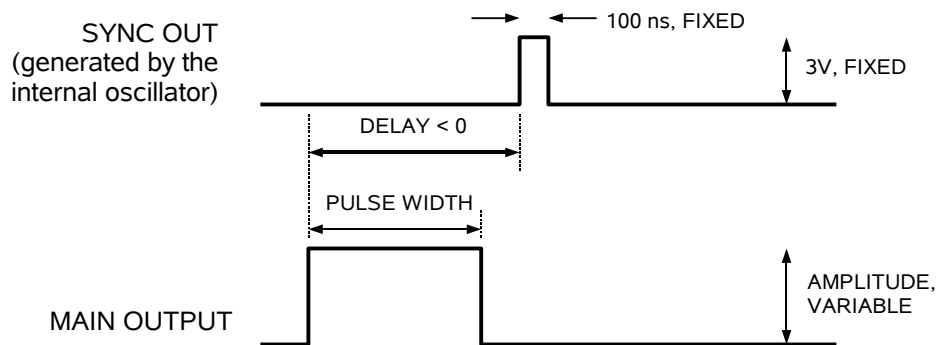 100 ns, FIXED
SYNC OUT
(generated by the
internal oscillator)
3V, FIXED
DELAY < 0
PULSE WIDTH
AMPLITUDE,
VARIABLE
MAIN OUTPUT